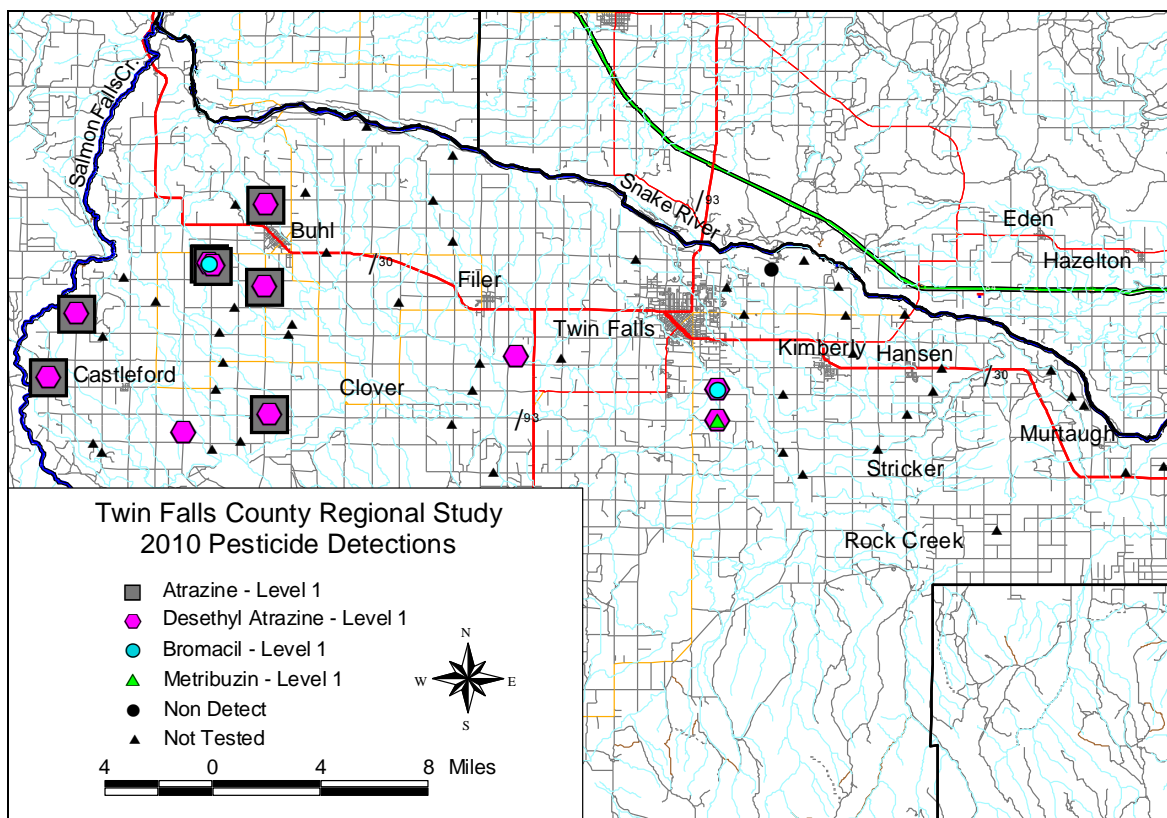 Salmon Falls Cr.
93
Snake River
Eden
Buhl
30
Hazelton
Filer
Twin Falls
Kimberly
Hansen
30
Castleford
Clover
93
Murtaugh
Stricker
Rock Creek
Twin Falls County Regional Study
2010 Pesticide Detections
Atrazine - Level 1
Desethyl Atrazine - Level 1
Bromacil - Level 1
Metribuzin - Level 1
Non Detect
Not Tested
N
W E
S
4 0 4 8 Miles